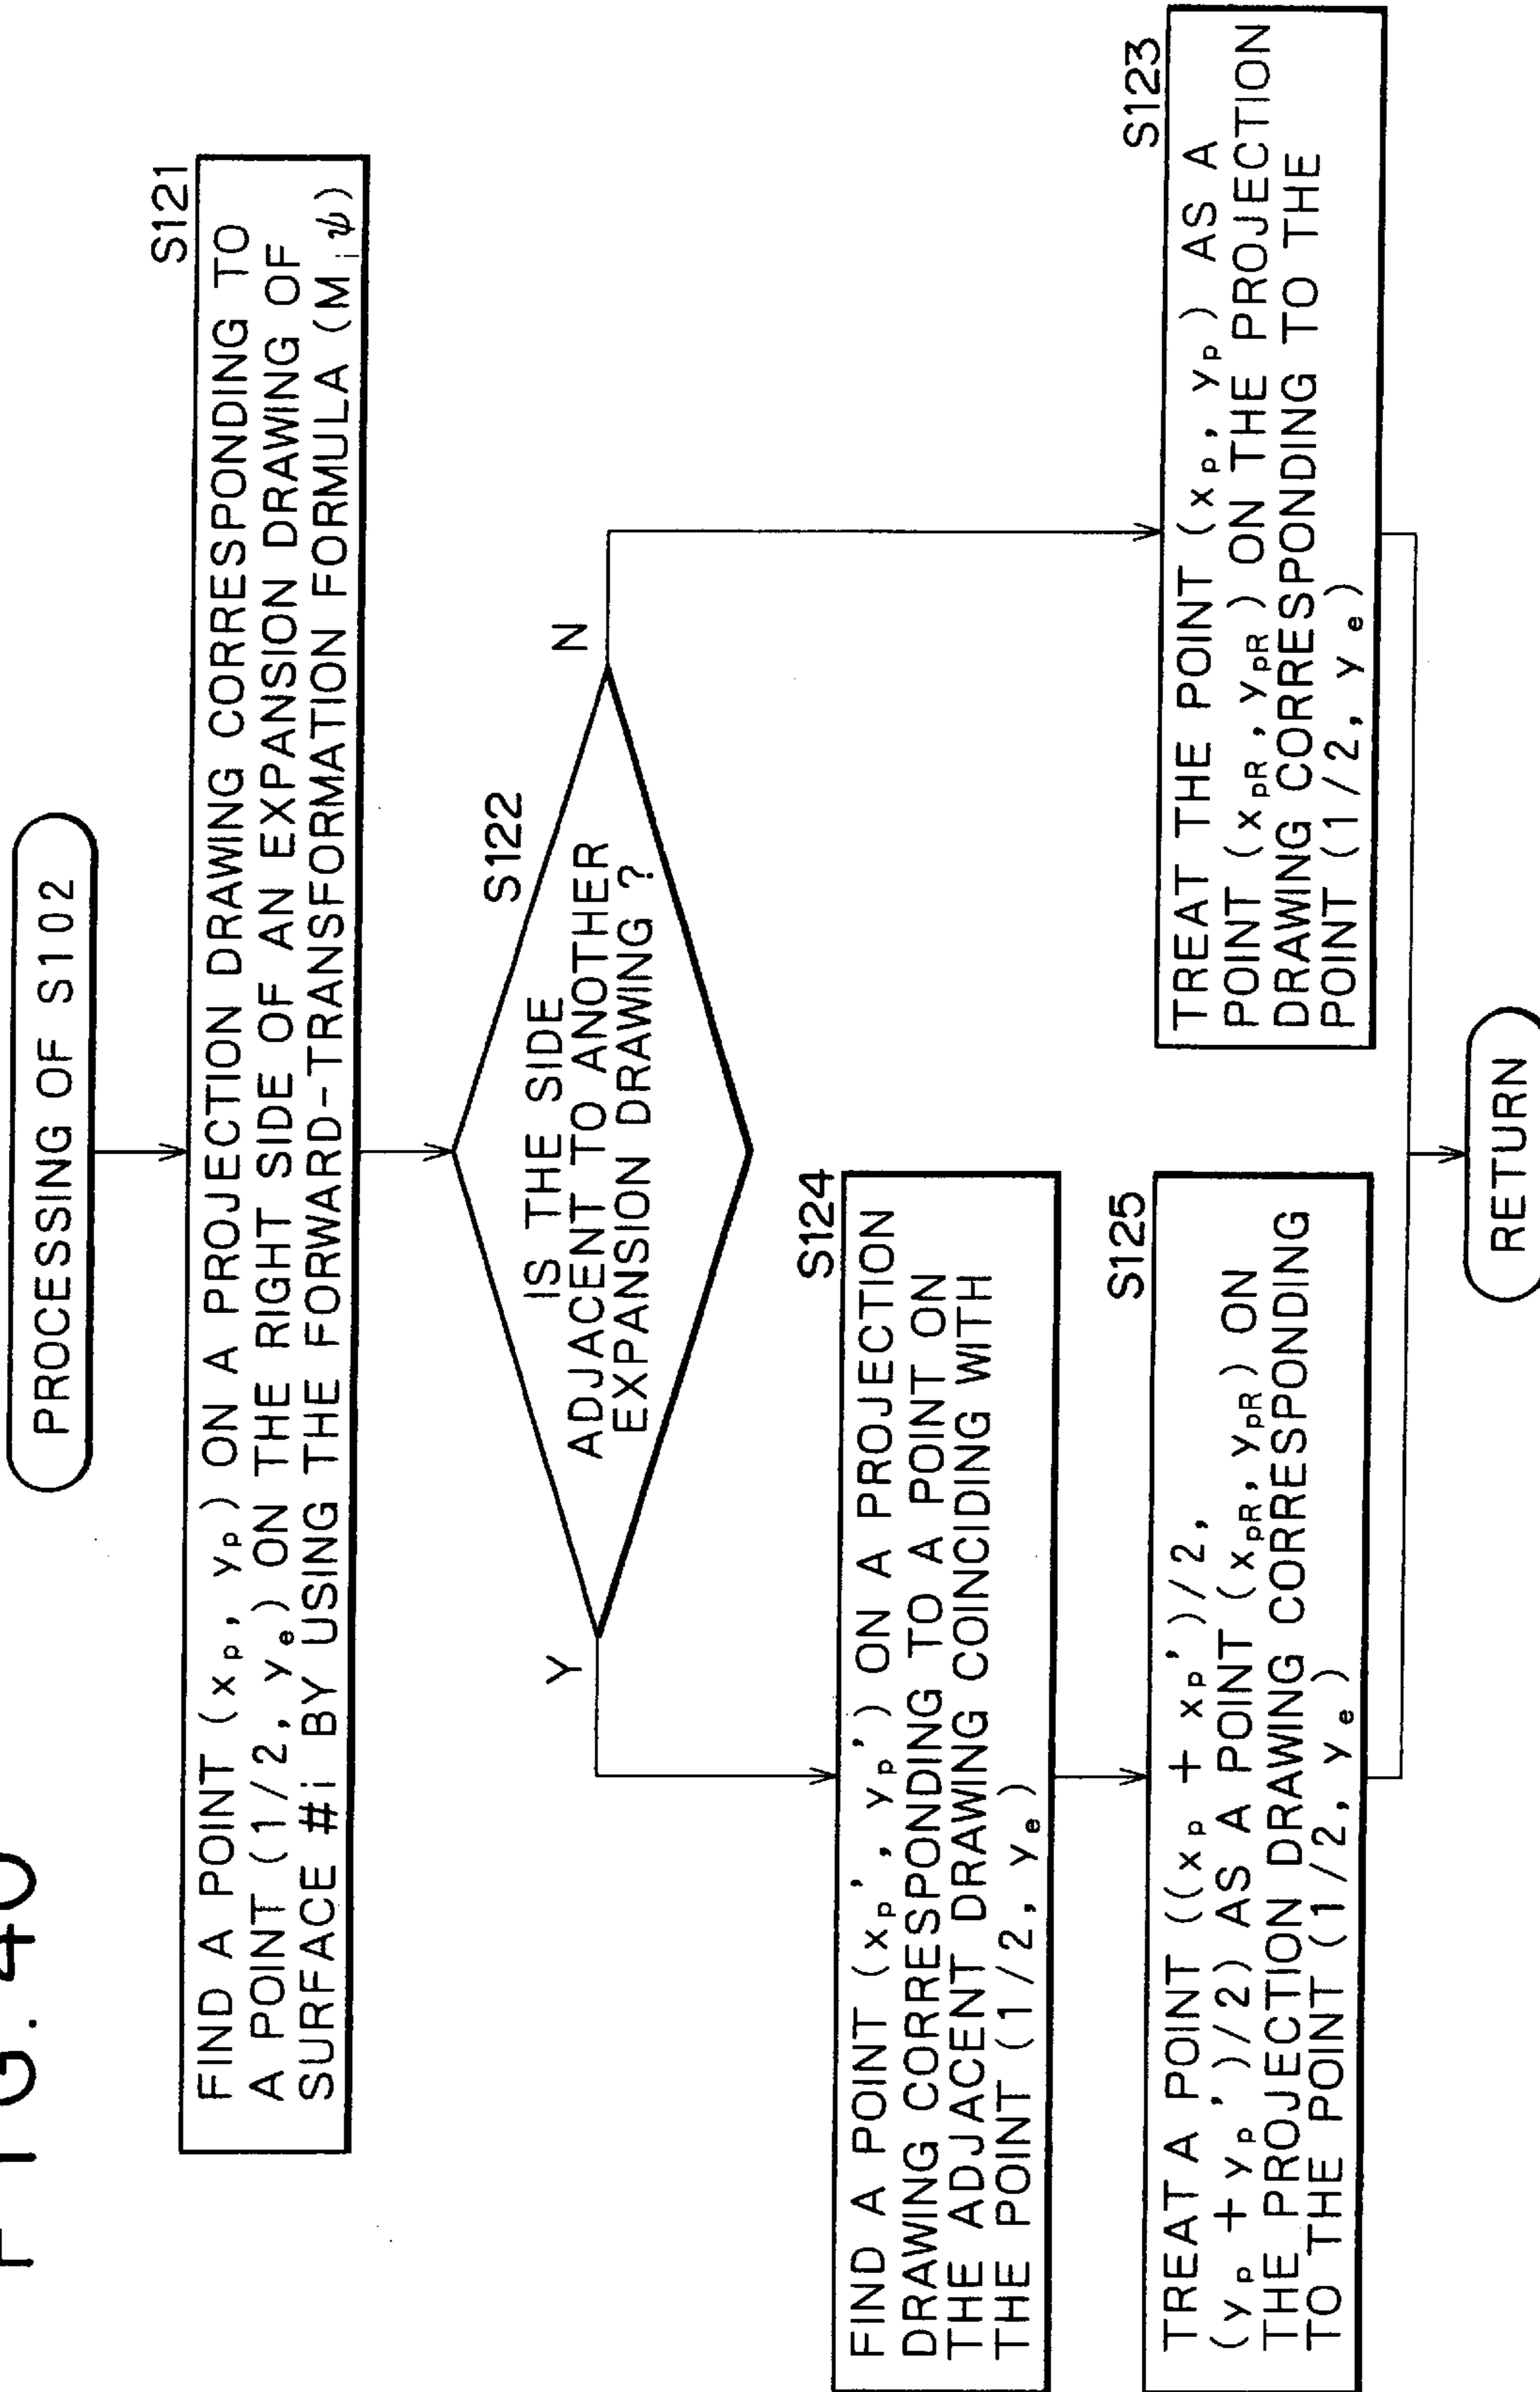 FIG. 40
PROCESSING OF S102
S121
FIND A POINT (xp, yp) ON A PROJECTION DRAWING CORRESPONDING TO
A POINT (1/2, ye) ON THE RIGHT SIDE OF AN EXPANSION DRAWING OF
SURFACE #i BY USING THE FORWARD-TRANSFORMATION FORMULA (Miψ)
S122
IS THE SIDE
ADJACENT TO ANOTHER
EXPANSION DRAWING ?
Y
N
S124
FIND A POINT (xp', yp') ON A PROJECTION
DRAWING CORRESPONDING TO A POINT ON
THE ADJACENT DRAWING COINCIDING WITH
THE POINT (1/2, ye)
S125
TREAT A POINT ((xp + xp')/2,
(yp + yp')/2) AS A POINT (xpR, ypR) ON
THE PROJECTION DRAWING CORRESPONDING
TO THE POINT (1/2, ye)
S123
TREAT THE POINT (xp, yp) AS A
POINT (xpR, ypR) ON THE PROJECTION
DRAWING CORRESPONDING TO THE
POINT (1/2, ye)
RETURN